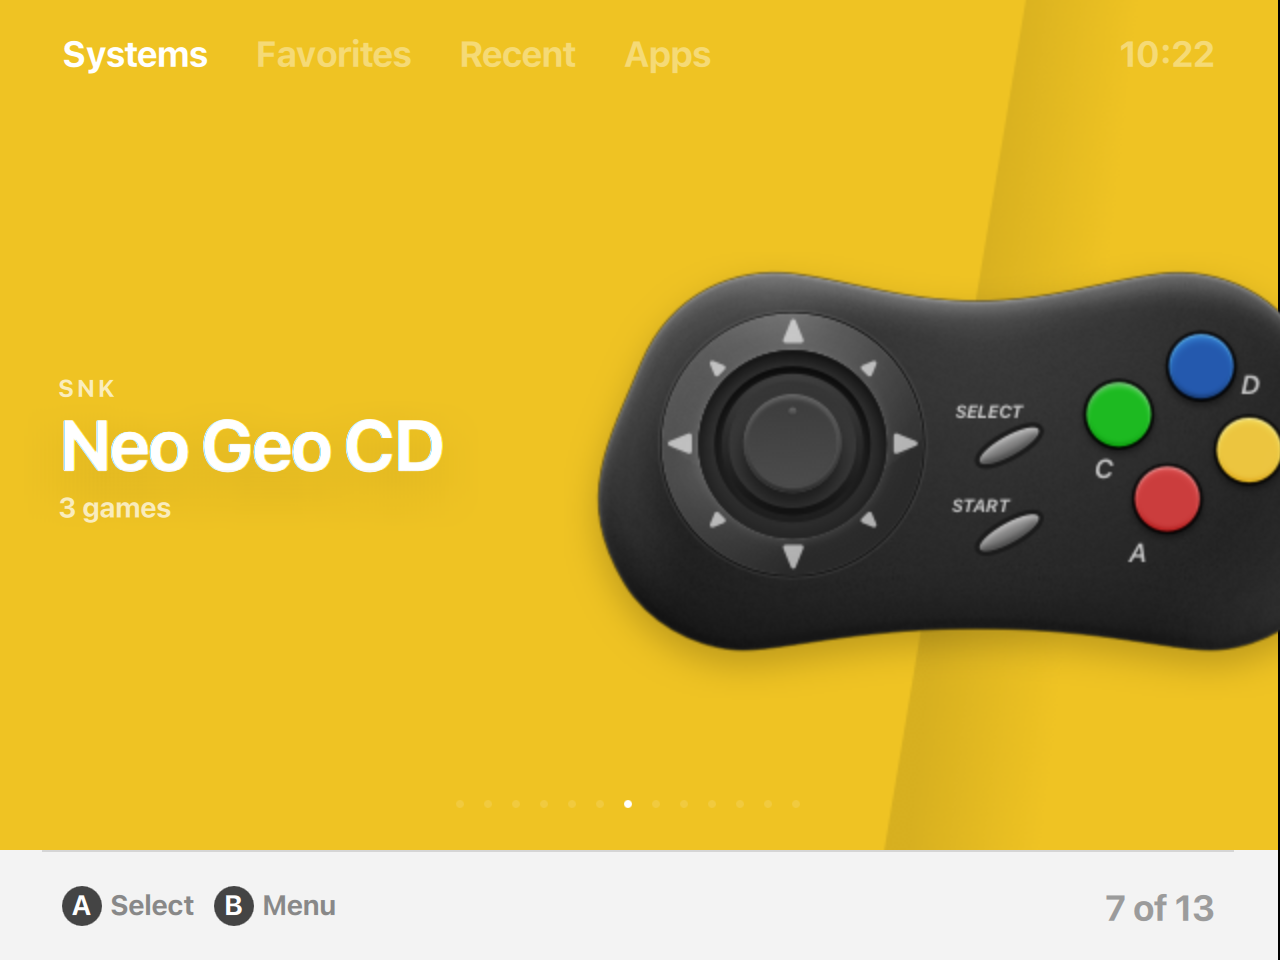 Systems Favorites Recent Apps 10:22
SNK
Neo Geo CD
3 games
SELECT
START
D
C
A
A Select B Menu 7 of 13